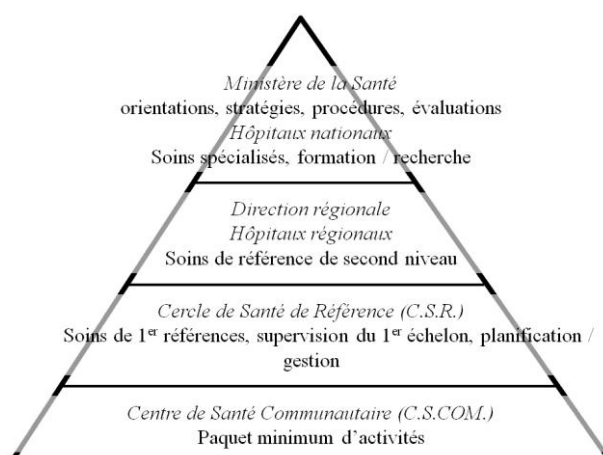 Ministère de la Santé
orientations, stratégies, procédures, évaluations
Hôpitaux nationaux
Soins spécialisés, formation / recherche
Direction régionale
Hôpitaux régionaux
Soins de référence de second niveau
Cercle de Santé de Référence (C.S.R.)
Soins de 1er références, supervision du 1er échelon, planification /
gestion
Centre de Santé Communautaire (C.S.COM.)
Paquet minimum d’activités